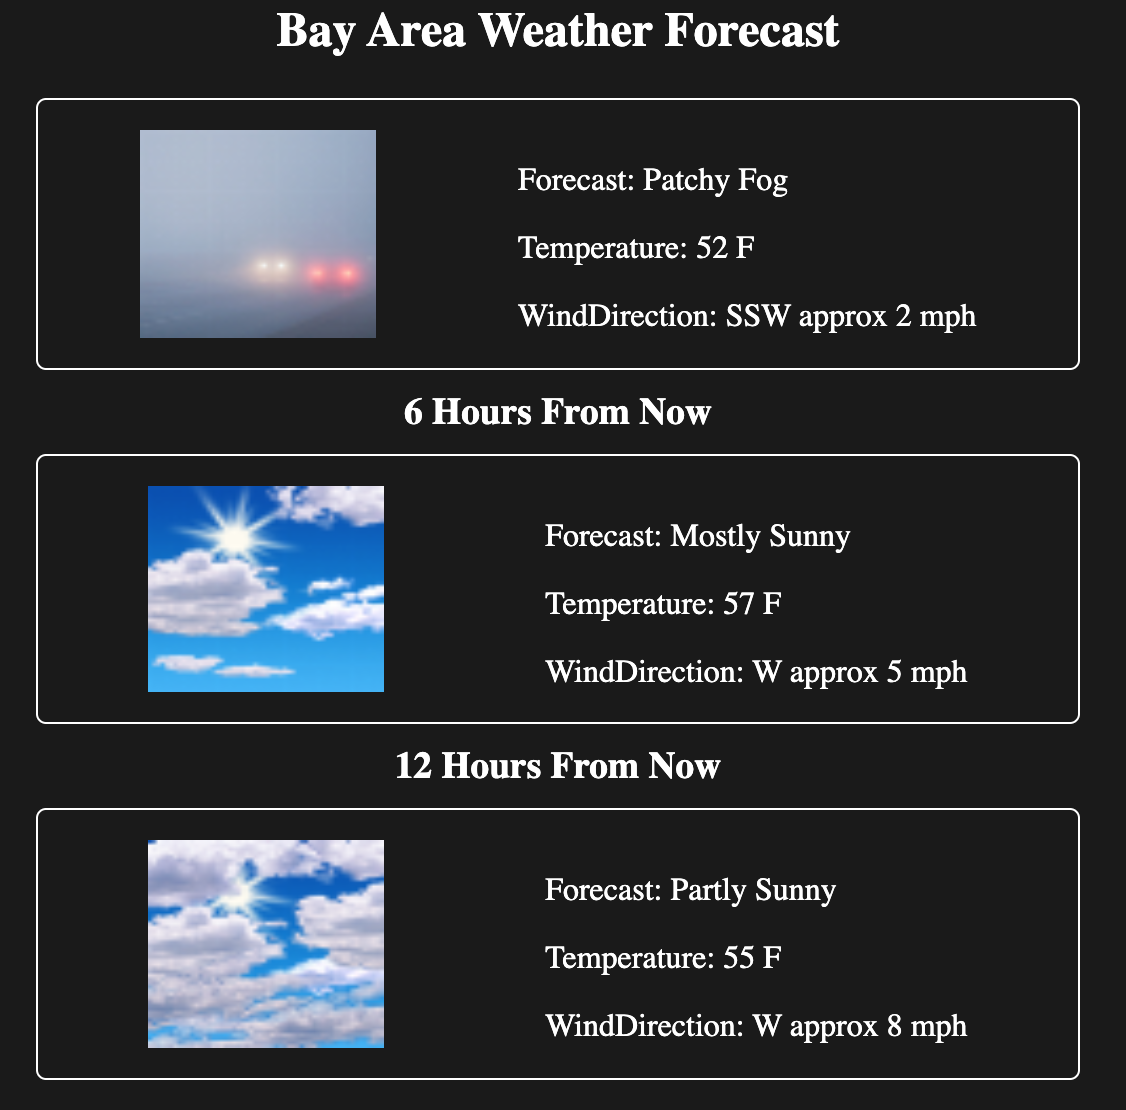 Bay Area Weather Forecast
Forecast: Patchy Fog
Temperature: 52 F
WindDirection: SSW approx 2 mph
6 Hours From Now
Forecast: Mostly Sunny
Temperature: 57 F
WindDirection: W approx 5 mph
12 Hours From Now
Forecast: Partly Sunny
Temperature: 55 F
WindDirection: W approx 8 mph